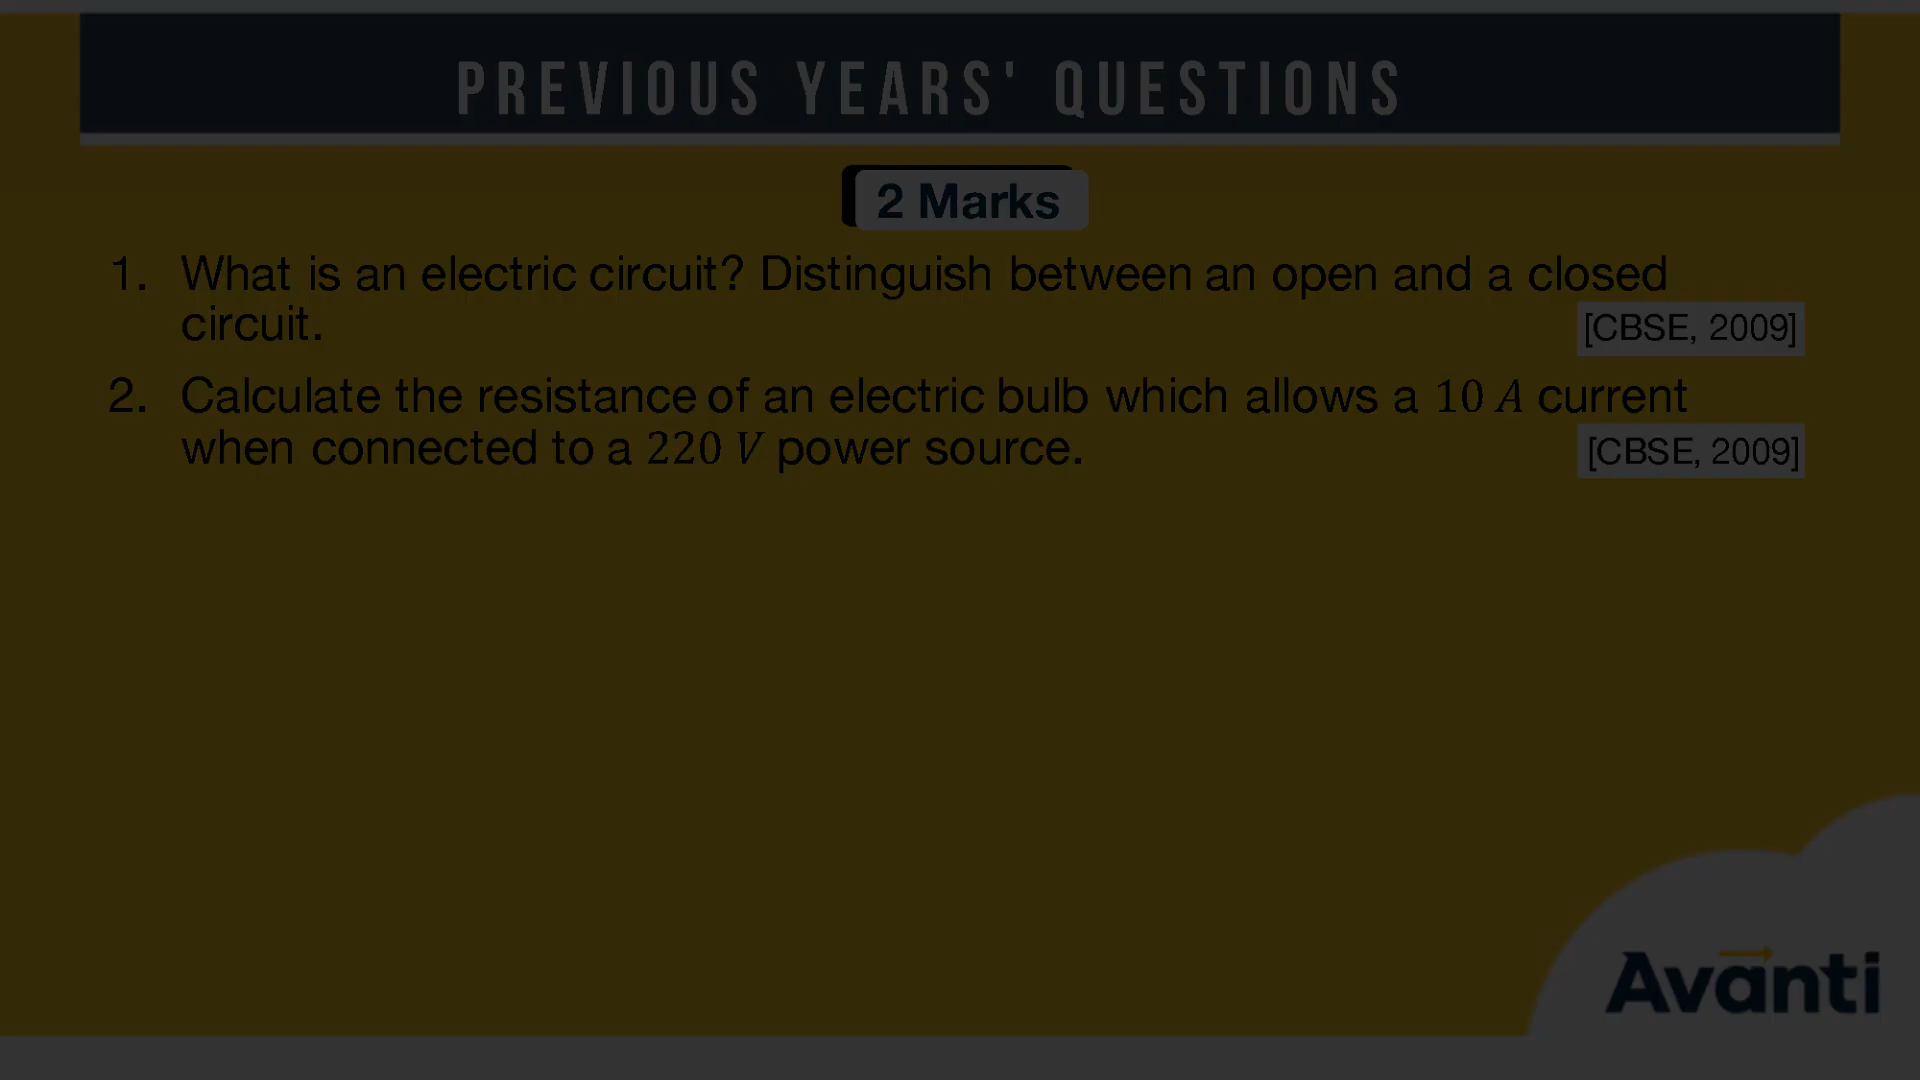 PREVIOUS YEARS' QUESTIONS
2 Marks
1. What is an electric circuit? Distinguish between an open and a closed
circuit. [CBSE, 2009]
2. Calculate the resistance of an electric bulb which allows a 10 A current
when connected to a 220 V power source. [CBSE, 2009]
Avanti